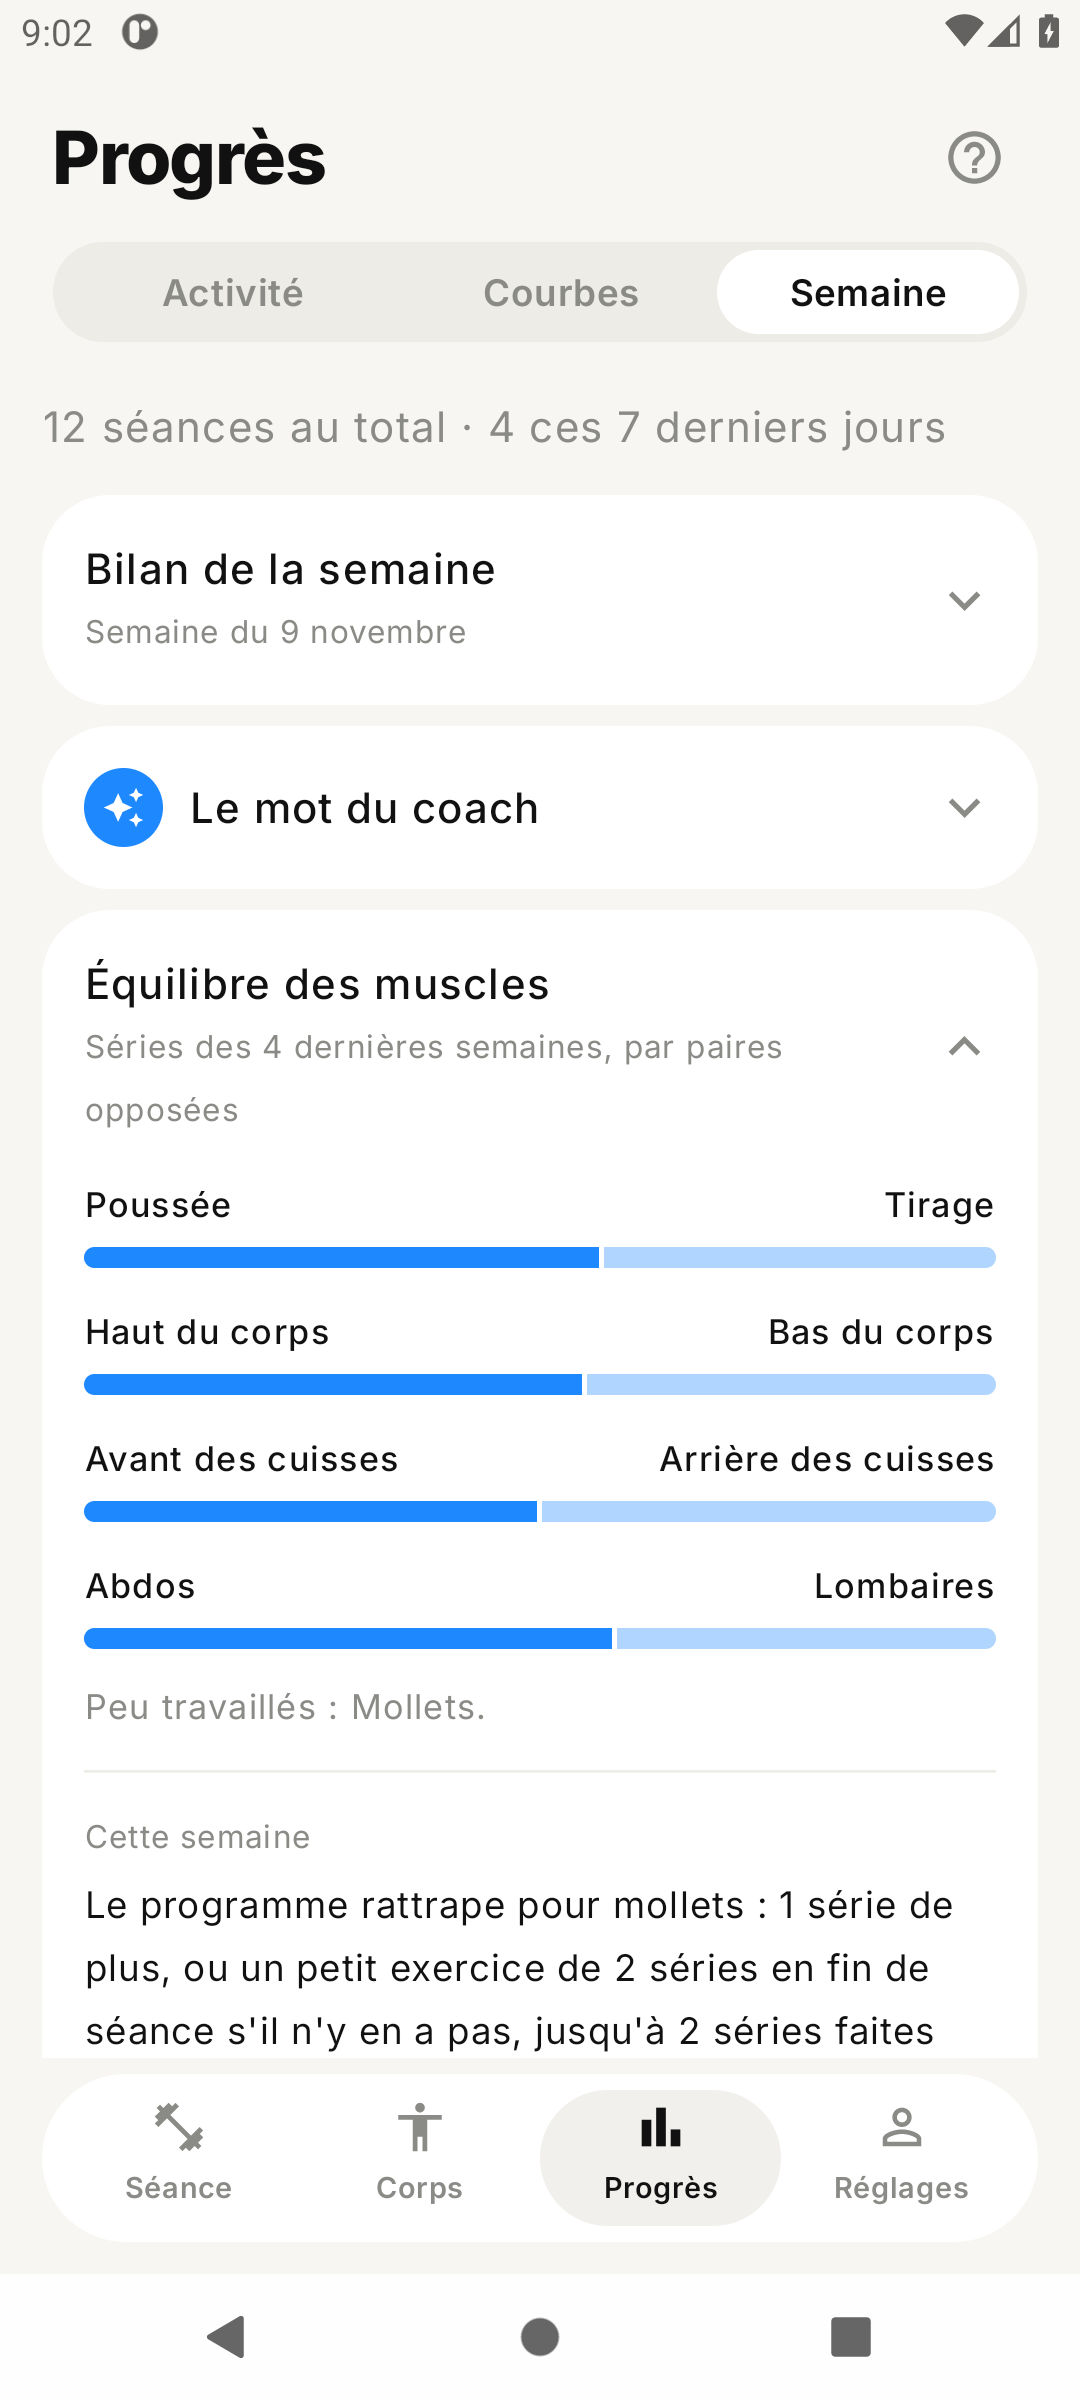 9:02
Progrès
Activité
Courbes
Semaine
12 séances au total · 4 ces 7 derniers jours
Bilan de la semaine
Semaine du 9 novembre
Le mot du coach
Équilibre des muscles
Séries des 4 dernières semaines, par paires
opposées
Poussée
Tirage
Haut du corps
Bas du corps
Avant des cuisses
Arrière des cuisses
Abdos
Lombaires
Peu travaillés : Mollets.
Cette semaine
Le programme rattrape pour mollets : 1 série de
plus, ou un petit exercice de 2 séries en fin de
séance s'il n'y en a pas, jusqu'à 2 séries faites
Séance
Corps
Progrès
Réglages